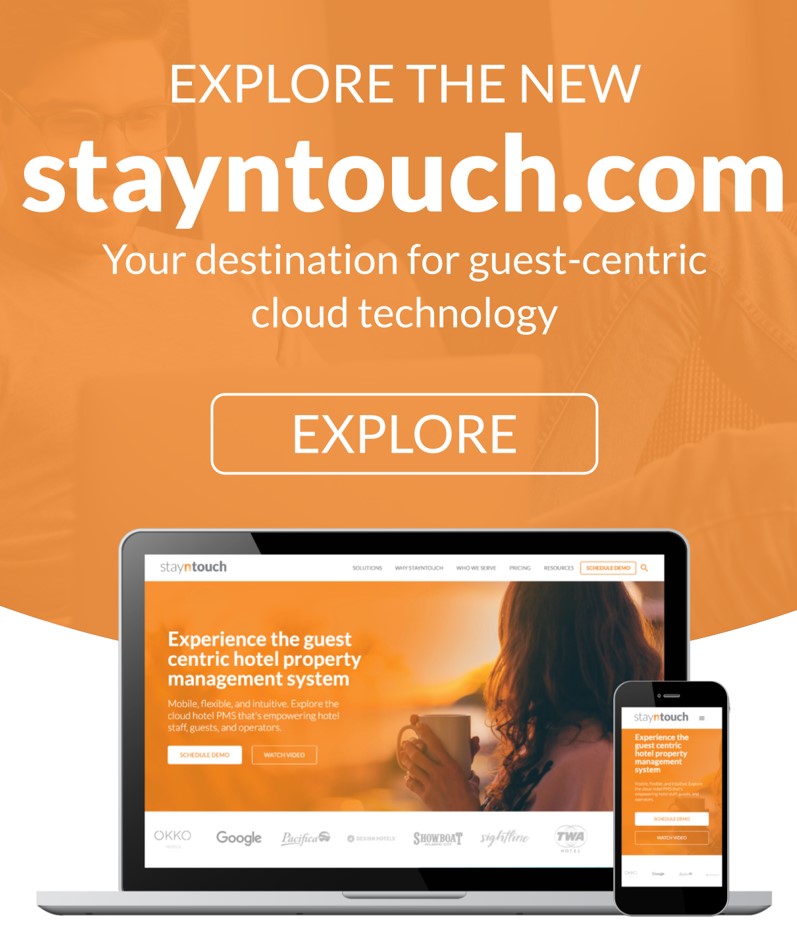 EXPLORE THE NEW
stayntouch.com
Your destination for guest-centric
cloud technology
EXPLORE
stayntouch
SOLUTIONS WHY STAYNTOUCH WHO WE SERVE PRICING RESOURCES SCHEDULE DEMO
Experience the guest
centric hotel property
management system
Mobile, flexible, and intuitive. Explore the
cloud hotel PMS that's empowering hotel
staff, guests, and operators.
SCHEDULE DEMO WATCH VIDEO
OKKO
HOTELS
Google
Pacifica
DESIGN HOTELS
SHOWBOAT
sightline
TWA
HOTEL
stayntouch
Experience the
guest centric
hotel property
management
system
SCHEDULE DEMO
WATCH VIDEO
OKKO Google